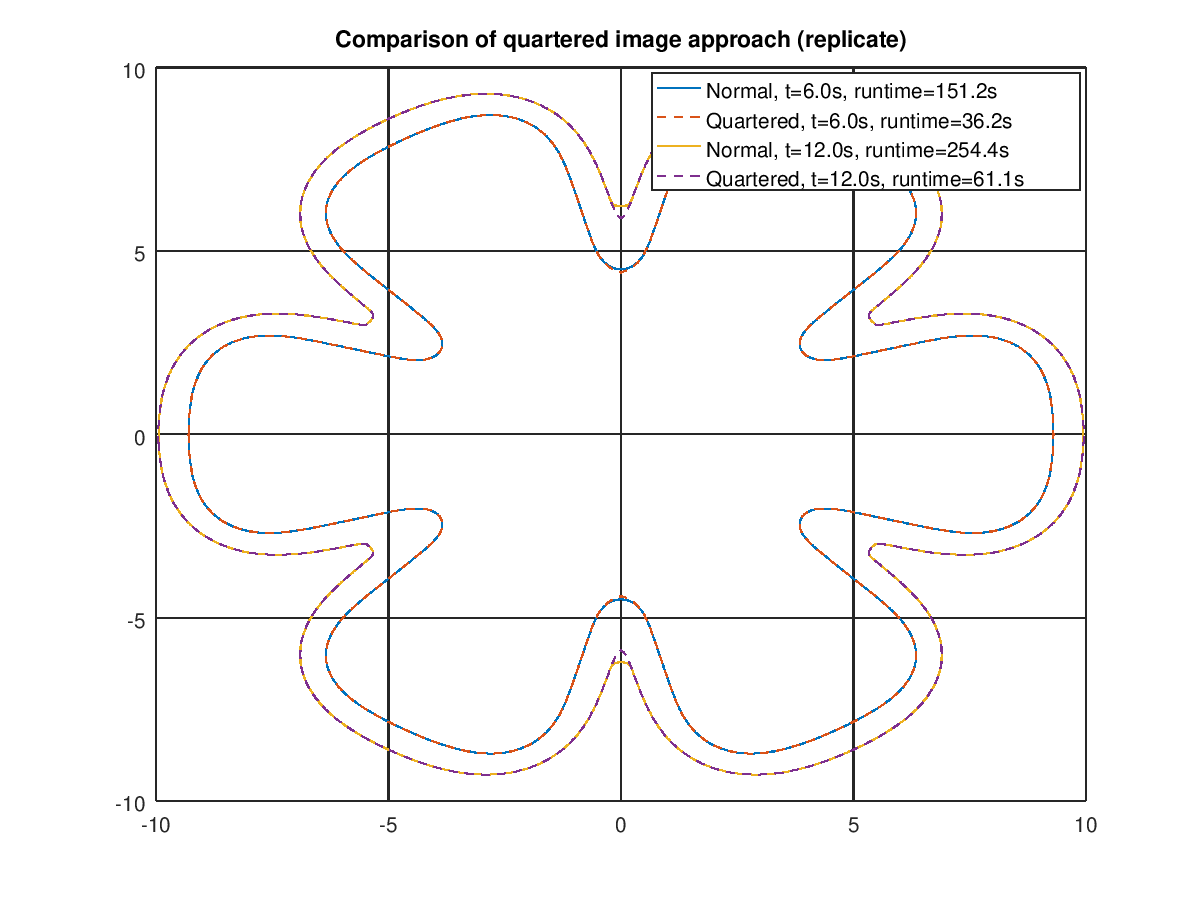 Comparison of quartered image approach (replicate)
10
5
0
-5
-10
Normal, t=6.0s, runtime=151.2s
Quartered, t=6.0s, runtime=36.2s
Normal, t=12.0s, runtime=254.4s
Quartered, t=12.0s, runtime=61.1s
-10 -5 0 5 10